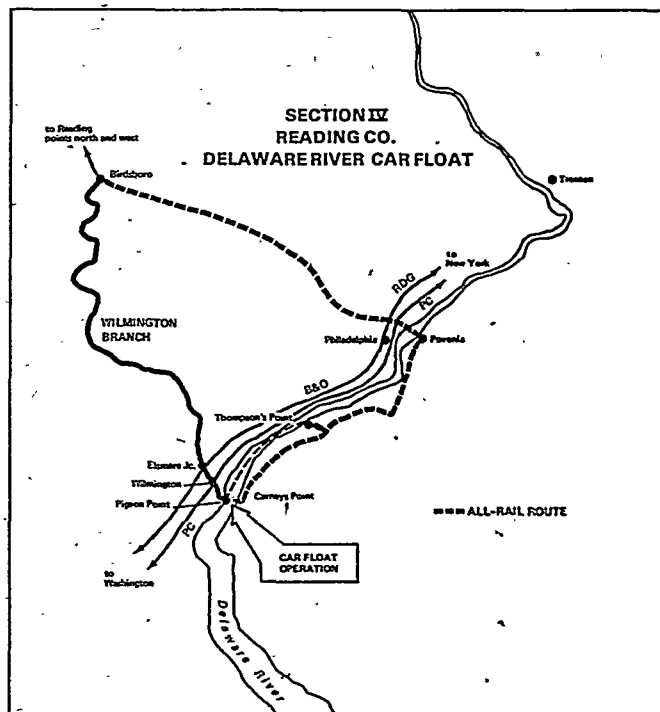 SECTION IV
READING CO.
DELAWARE RIVER CAR FLOAT
to Reading
points north and west
Birdsboro
Trenton
to
New York
RDG
PC
WILMINGTON
BRANCH
Philadelphia
Pavonia
B&O
Thompson's Point
Elsmere Jc.
Wilmington
Pigeon Point
Carneys Point
ALL-RAIL ROUTE
PC
CAR FLOAT
OPERATION
to
Washington
Delaware River